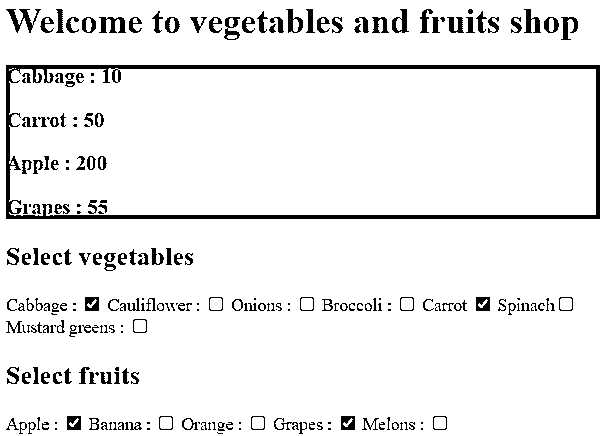 Welcome to vegetables and fruits shop
Cabbage : 10
Carrot : 50
Apple : 200
Grapes : 55
Select vegetables
Cabbage : Cauliflower : Onions : Broccoli : Carrot Spinach
Mustard greens :
Select fruits
Apple : Banana : Orange : Grapes : Melons :